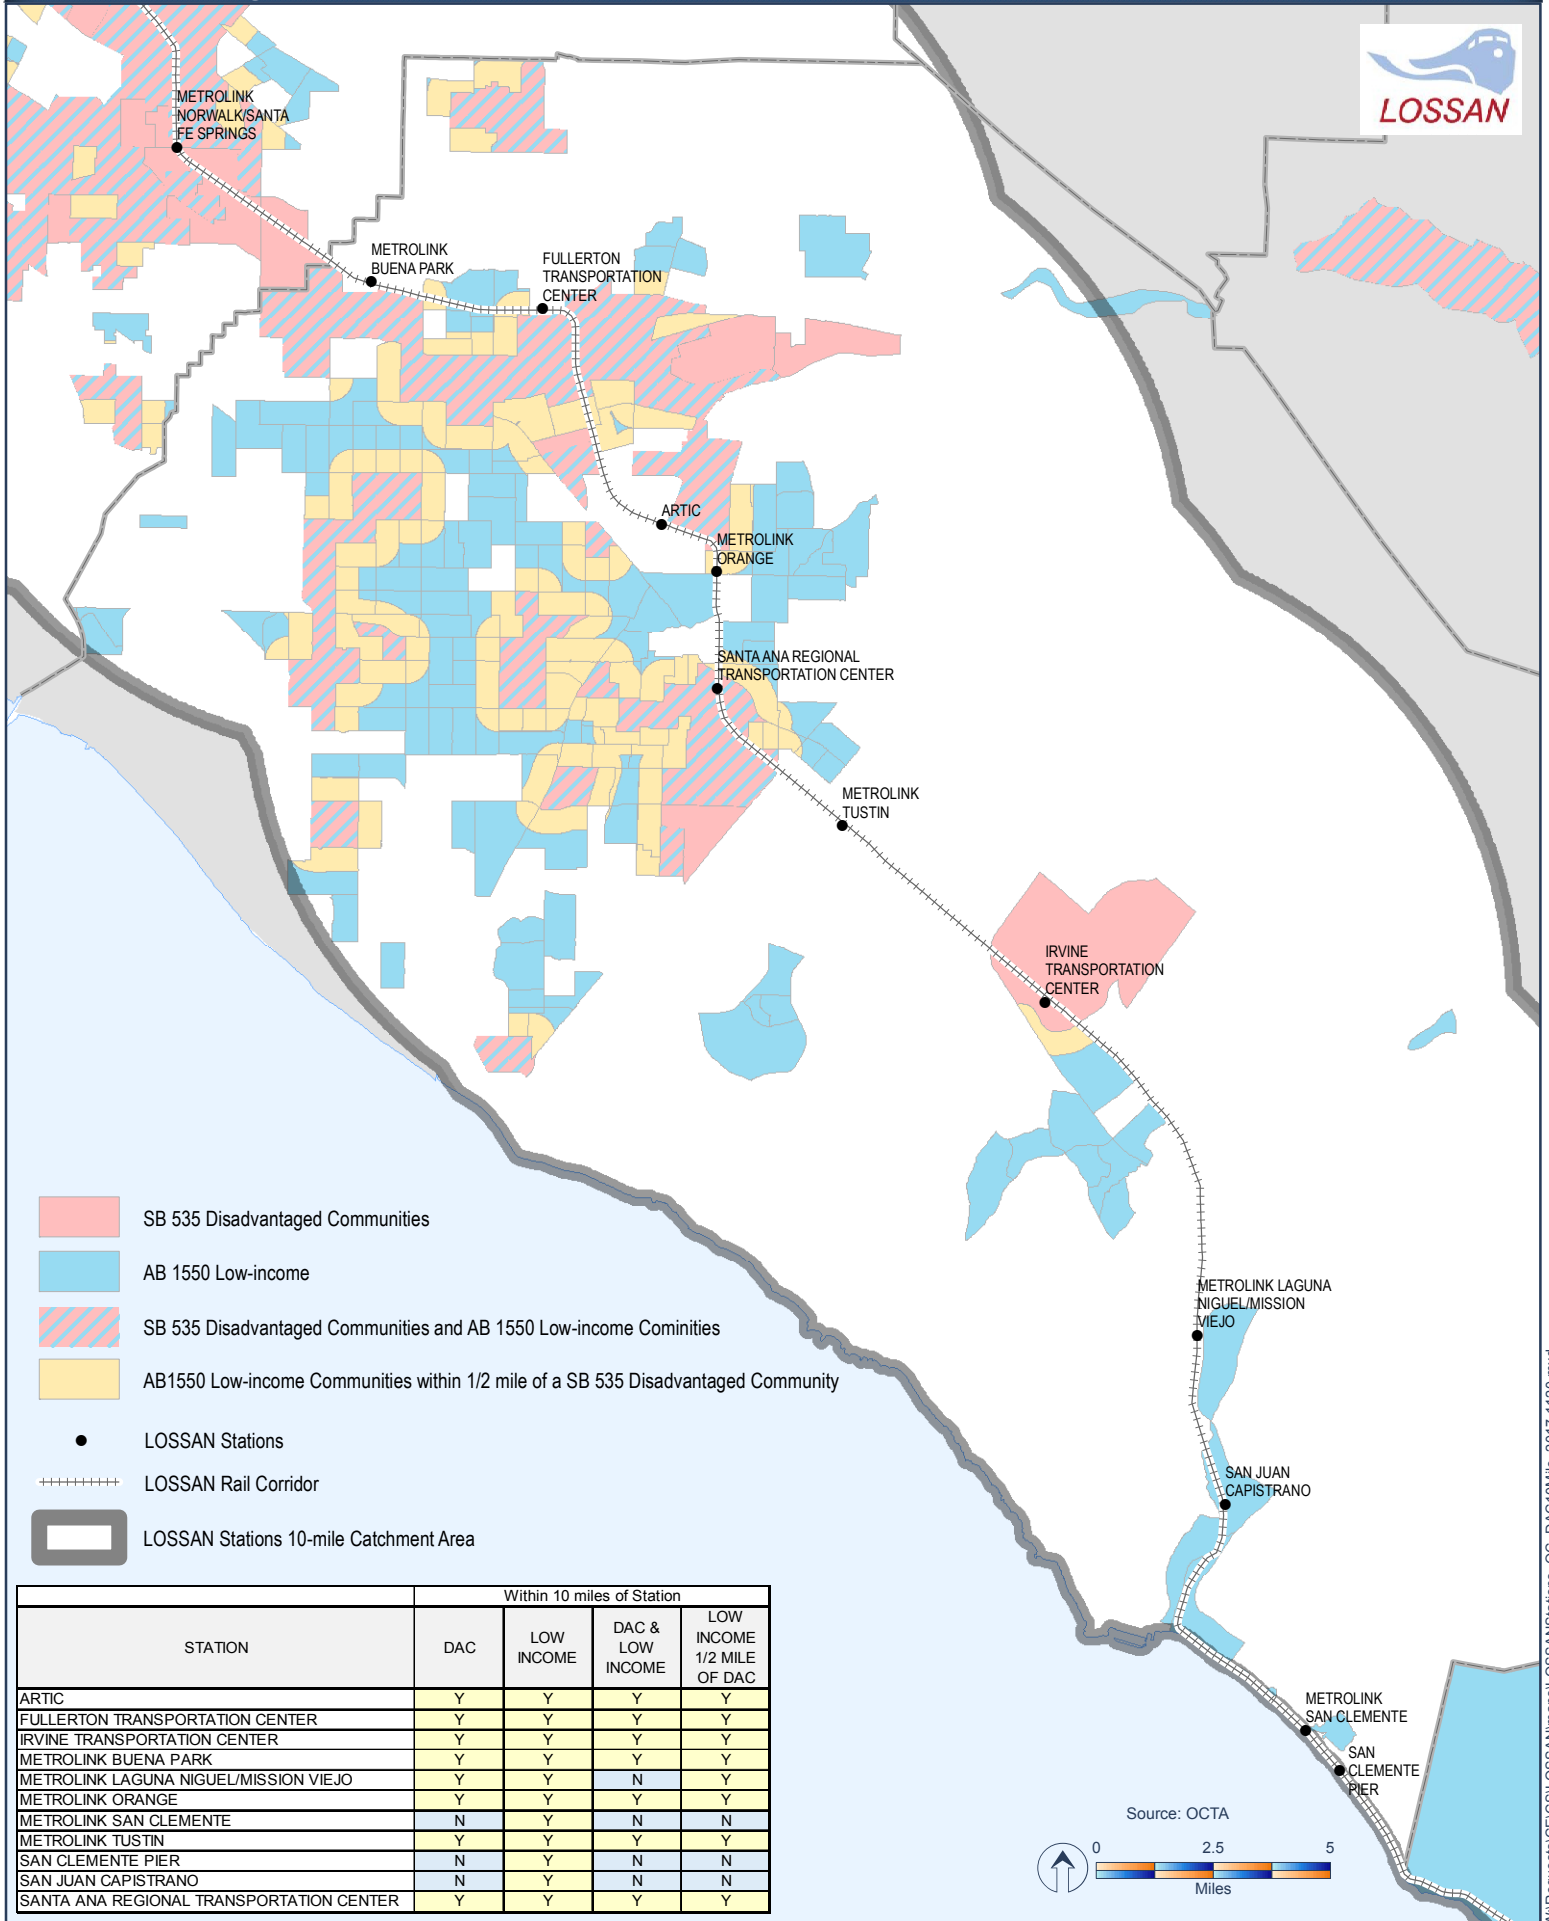 LOSSAN
METROLINK
NORWALK/SANTA
FE SPRINGS
METROLINK
BUENA PARK
FULLERTON
TRANSPORTATION
CENTER
ARTIC
METROLINK
ORANGE
SANTA ANA REGIONAL
TRANSPORTATION CENTER
METROLINK
TUSTIN
IRVINE
TRANSPORTATION
CENTER
METROLINK LAGUNA
NIGUEL/MISSION
VIEJO
SAN JUAN
CAPISTRANO
METROLINK
SAN CLEMENTE
SAN
CLEMENTE
PIER
SB 535 Disadvantaged Communities
AB 1550 Low-income
SB 535 Disadvantaged Communities and AB 1550 Low-income Cominities
AB1550 Low-income Communities within 1/2 mile of a SB 535 Disadvantaged Community
LOSSAN Stations
LOSSAN Rail Corridor
LOSSAN Stations 10-mile Catchment Area
Within 10 miles of Station
STATION DAC LOW INCOME DAC & LOW INCOME LOW INCOME 1/2 MILE OF DAC
ARTIC Y Y Y Y
FULLERTON TRANSPORTATION CENTER Y Y Y Y
IRVINE TRANSPORTATION CENTER Y Y Y Y
METROLINK BUENA PARK Y Y Y Y
METROLINK LAGUNA NIGUEL/MISSION VIEJO Y Y N Y
METROLINK ORANGE Y Y Y Y
METROLINK SAN CLEMENTE N Y N N
METROLINK TUSTIN Y Y Y Y
SAN CLEMENTE PIER N Y N N
SAN JUAN CAPISTRANO N Y N N
SANTA ANA REGIONAL TRANSPORTATION CENTER Y Y Y Y
Source: OCTA
0 2.5 5
Miles